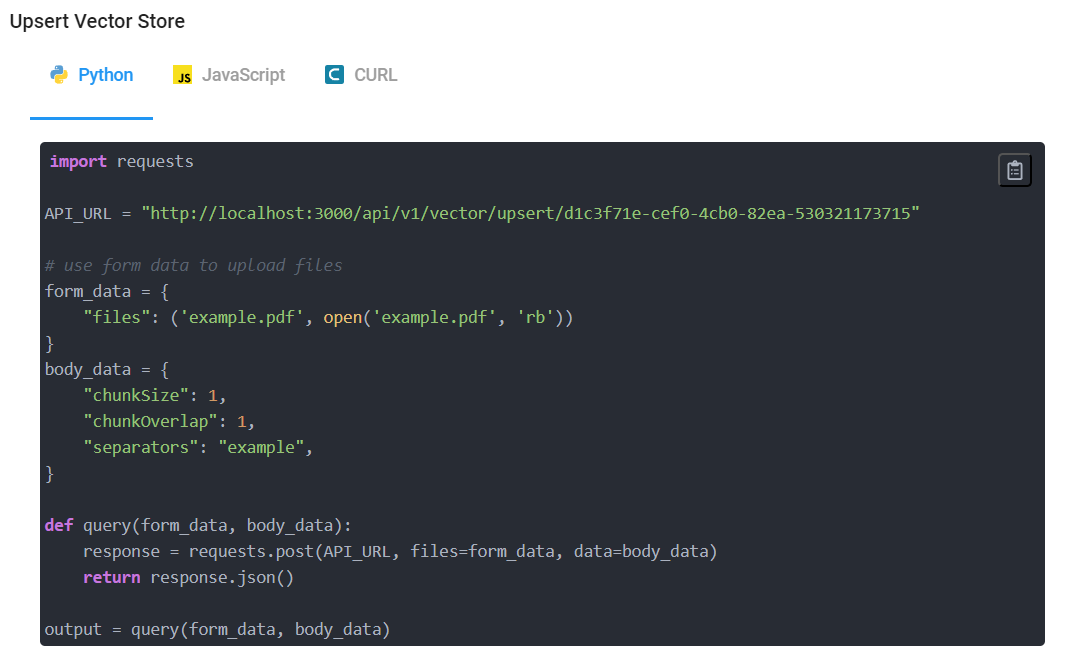 Upsert Vector Store
Python JS JavaScript C CURL
import requests
API_URL = "http://localhost:3000/api/v1/vector/upsert/d1c3f71e-cef0-4cb0-82ea-530321173715"
# use form data to upload files
form_data = {
    "files": ('example.pdf', open('example.pdf', 'rb'))
}
body_data = {
    "chunkSize": 1,
    "chunkOverlap": 1,
    "separators": "example",
}
def query(form_data, body_data):
    response = requests.post(API_URL, files=form_data, data=body_data)
    return response.json()
output = query(form_data, body_data)